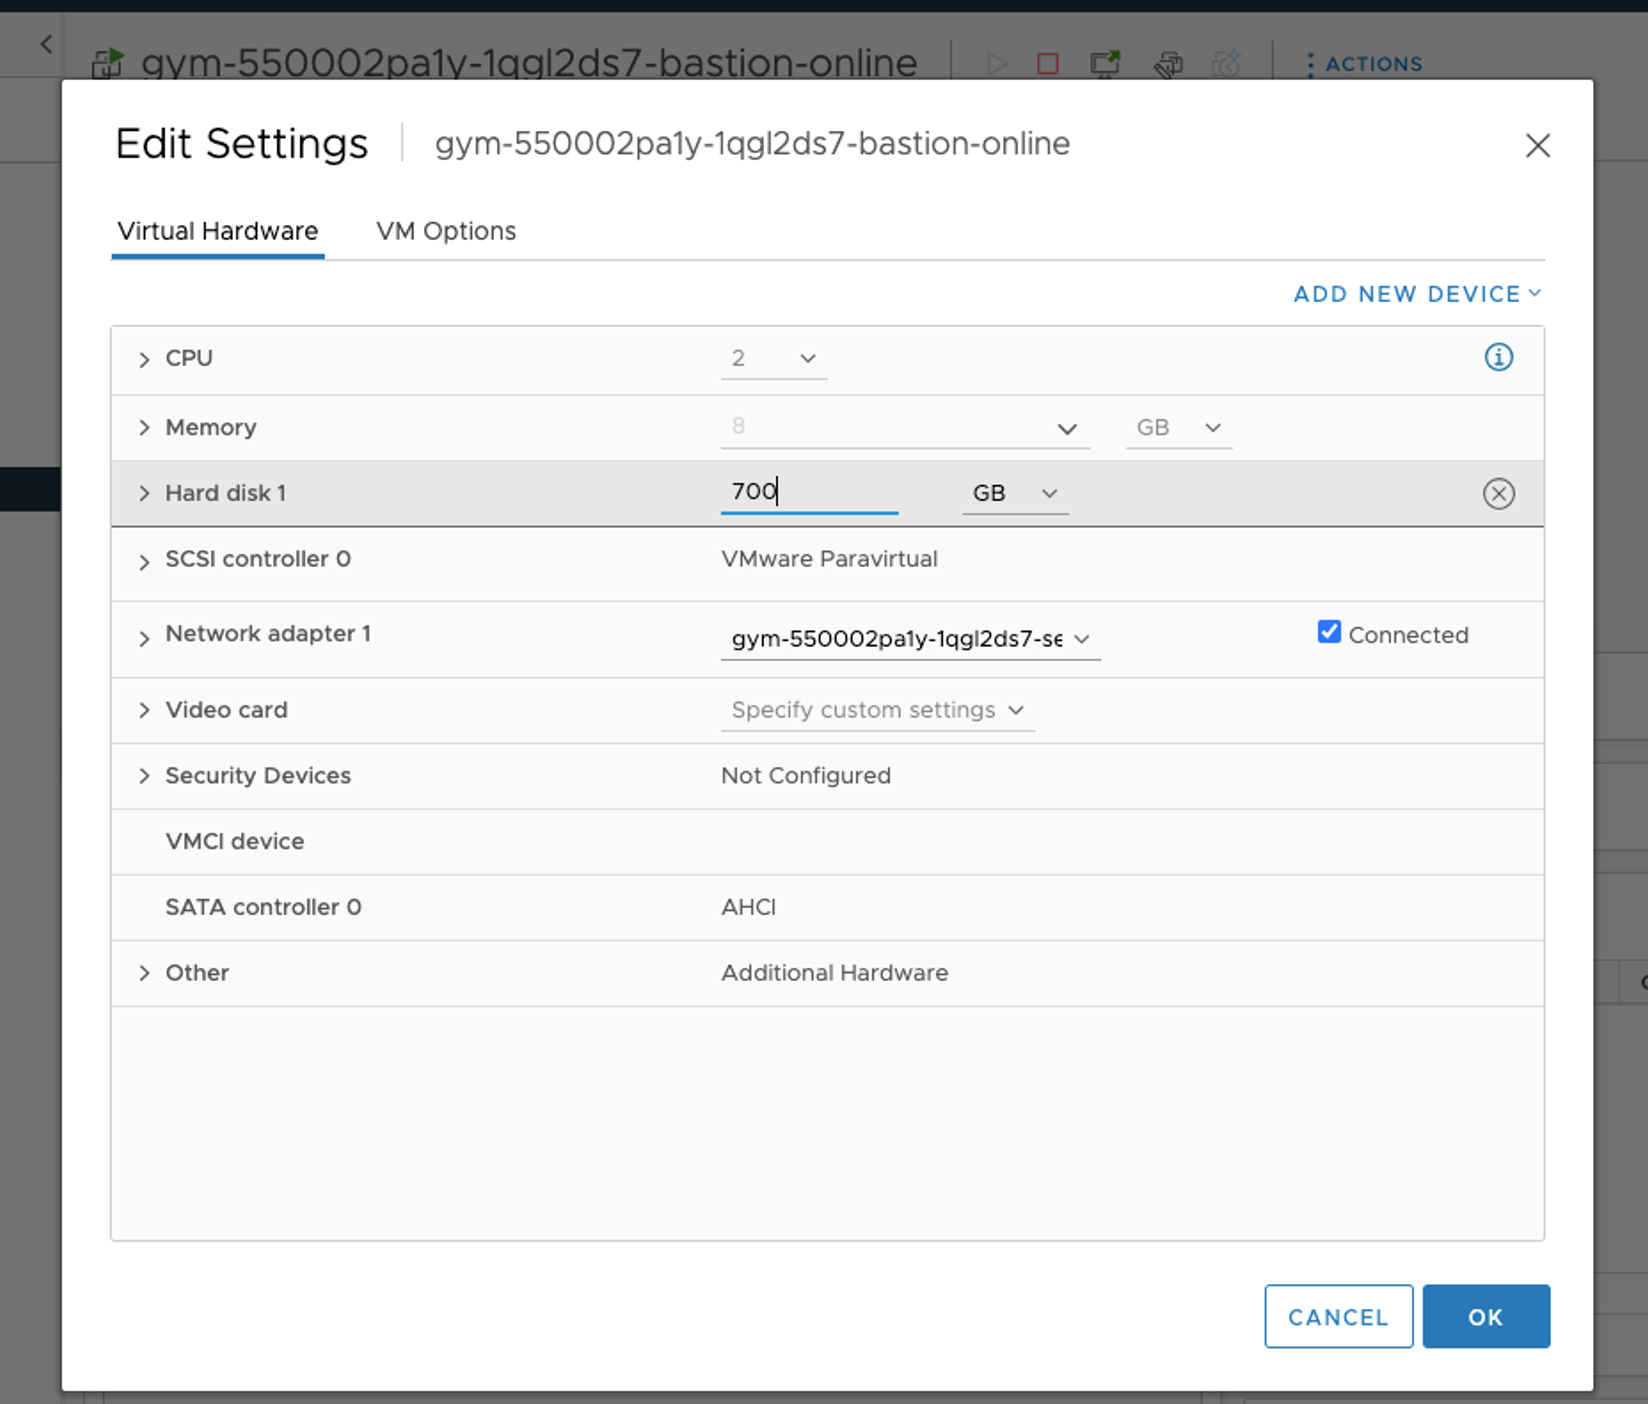 gym-550002pa1y-1qgl2ds7-bastion-online ACTIONS
Edit Settings gym-550002pa1y-1qgl2ds7-bastion-online
Virtual Hardware VM Options
ADD NEW DEVICE
CPU 2
Memory 8 GB
Hard disk 1 700 GB
SCSI controller 0 VMware Paravirtual
Network adapter 1 gym-550002pa1y-1qgl2ds7-se Connected
Video card Specify custom settings
Security Devices Not Configured
VMCI device
SATA controller 0 AHCI
Other Additional Hardware
CANCEL OK